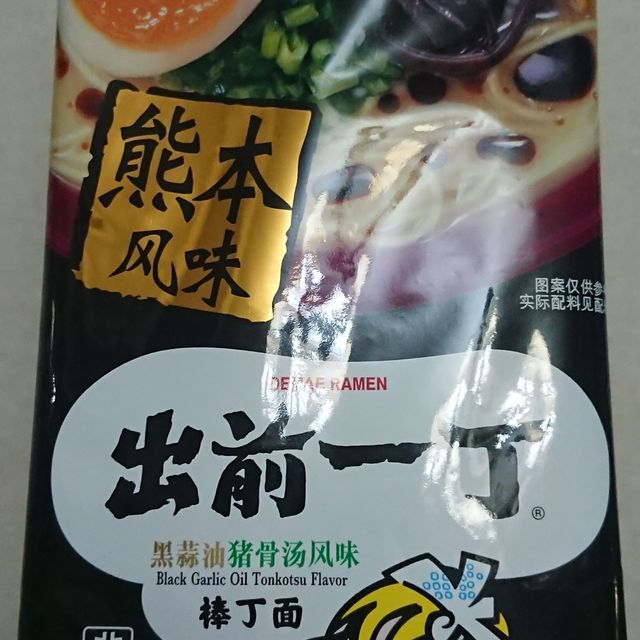 熊本
风味
图案仅供参
实际配料见配
DEMAE RAMEN
出前一丁®
黑蒜油猪骨汤风味
Black Garlic Oil Tonkotsu Flavor
棒丁面